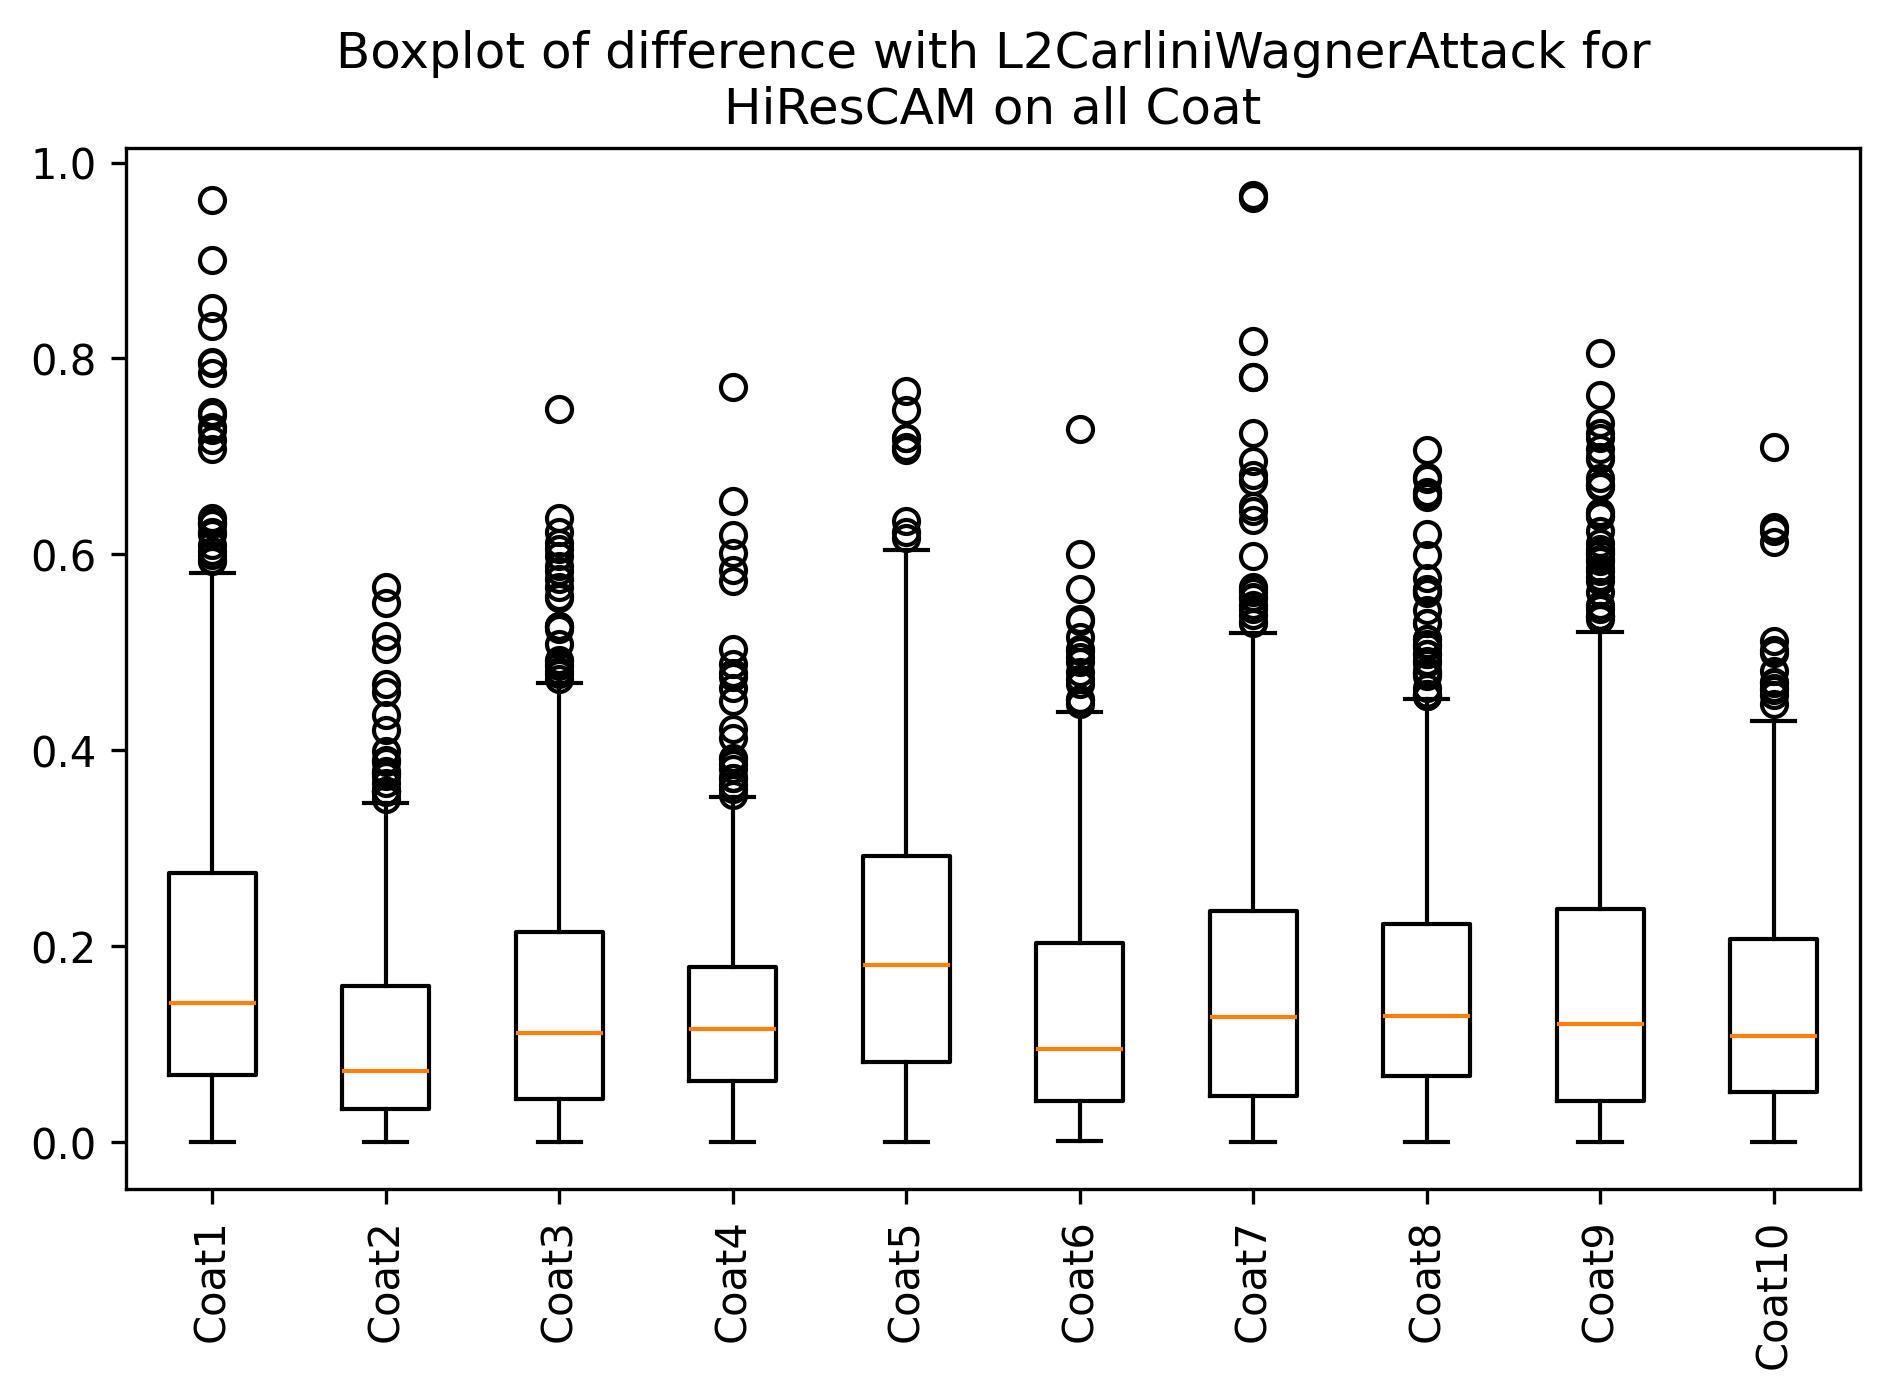 Boxplot of difference with L2CarliniWagnerAttack for
HiResCAM on all Coat
1.0
0.8
0.6
0.4
0.2
0.0
Coat1
Coat2
Coat3
Coat4
Coat5
Coat6
Coat7
Coat8
Coat9
Coat10